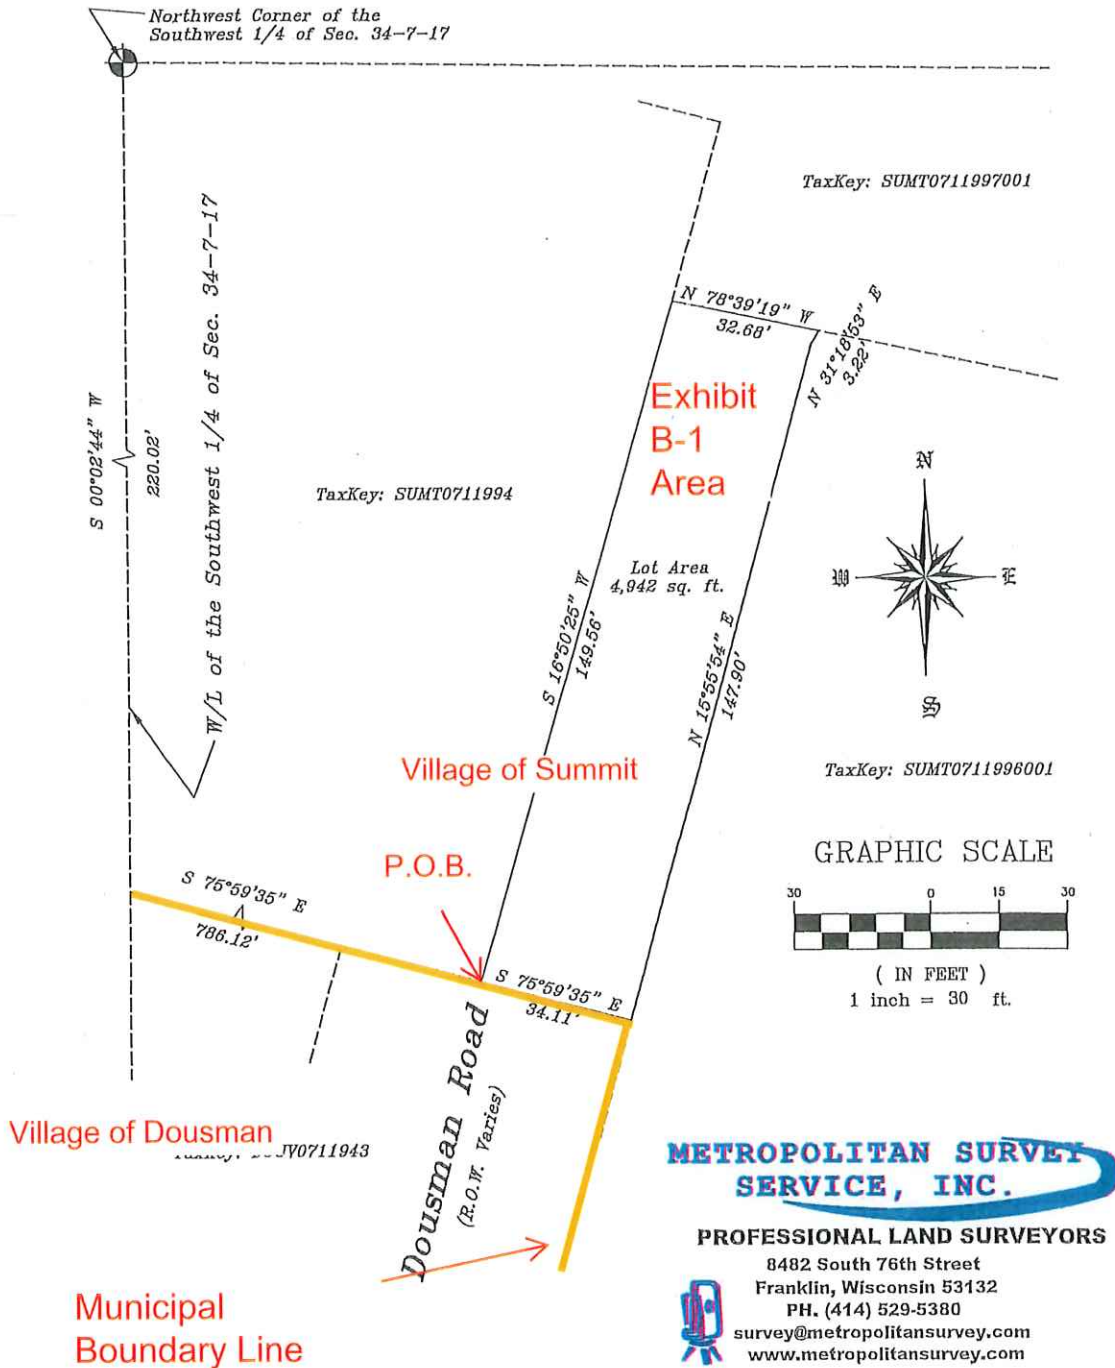 Northwest Corner of the
Southwest 1/4 of Sec. 34-7-17
TaxKey: SUMT0711997001
N 78°39'19" W
32.68'
N 31°18'53" E
3.22'
S 00°02'44" W
220.02'
W/L of the Southwest 1/4 of Sec. 34-7-17
Exhibit
B-1
Area
TaxKey: SUMT0711994
Lot Area
4,942 sq. ft.
N
W
E
S
S 16°50'25" W
149.56'
N 15°55'54" E
147.90'
Village of Summit
TaxKey: SUMT0711996001
P.O.B.
GRAPHIC SCALE
30 0 15 30
( IN FEET )
1 inch = 30 ft.
S 75°59'35" E
786.12'
S 75°59'35" E
34.11'
Dousman Road
(R.O.W. Varies)
Village of Dousman
JV0711943
Municipal
Boundary Line
METROPOLITAN SURVEY
SERVICE, INC.
PROFESSIONAL LAND SURVEYORS
8482 South 76th Street
Franklin, Wisconsin 53132
PH. (414) 529-5380
survey@metropolitansurvey.com
www.metropolitansurvey.com